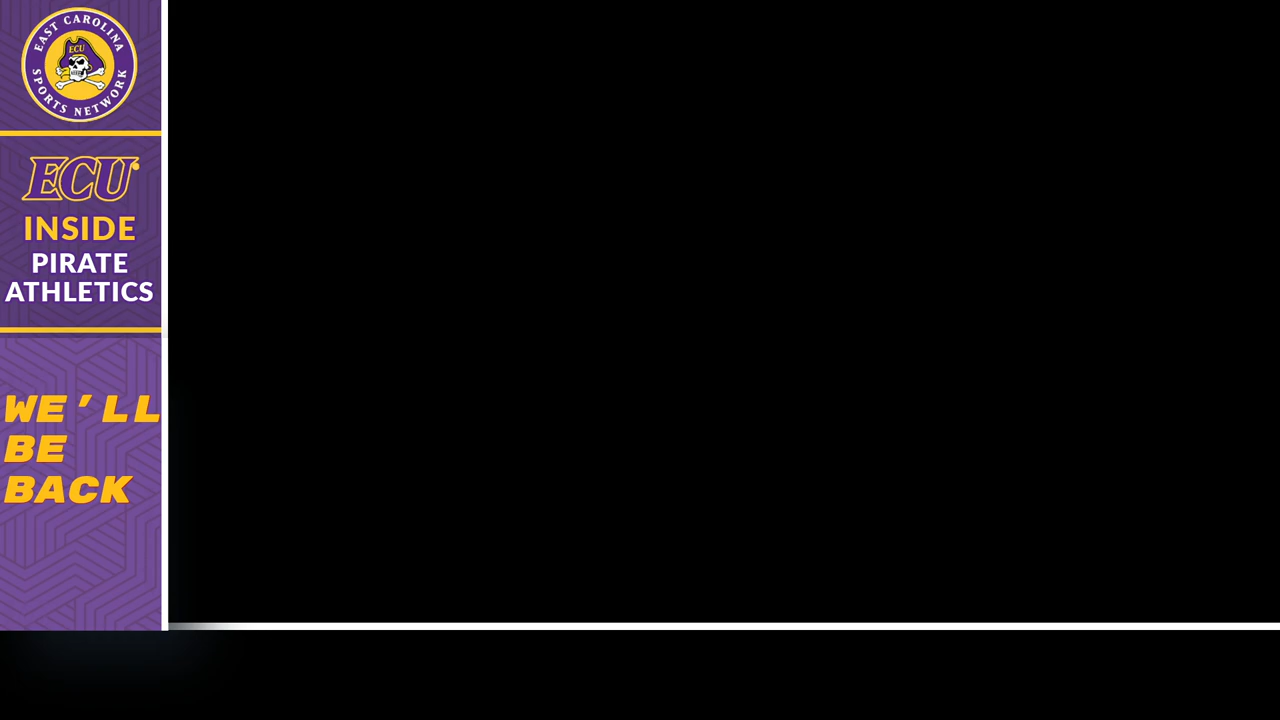 EAST CAROLINA
ECU
SPORTS NETWORK
ECU
INSIDE
PIRATE
ATHLETICS
WE'LL
BE
BACK